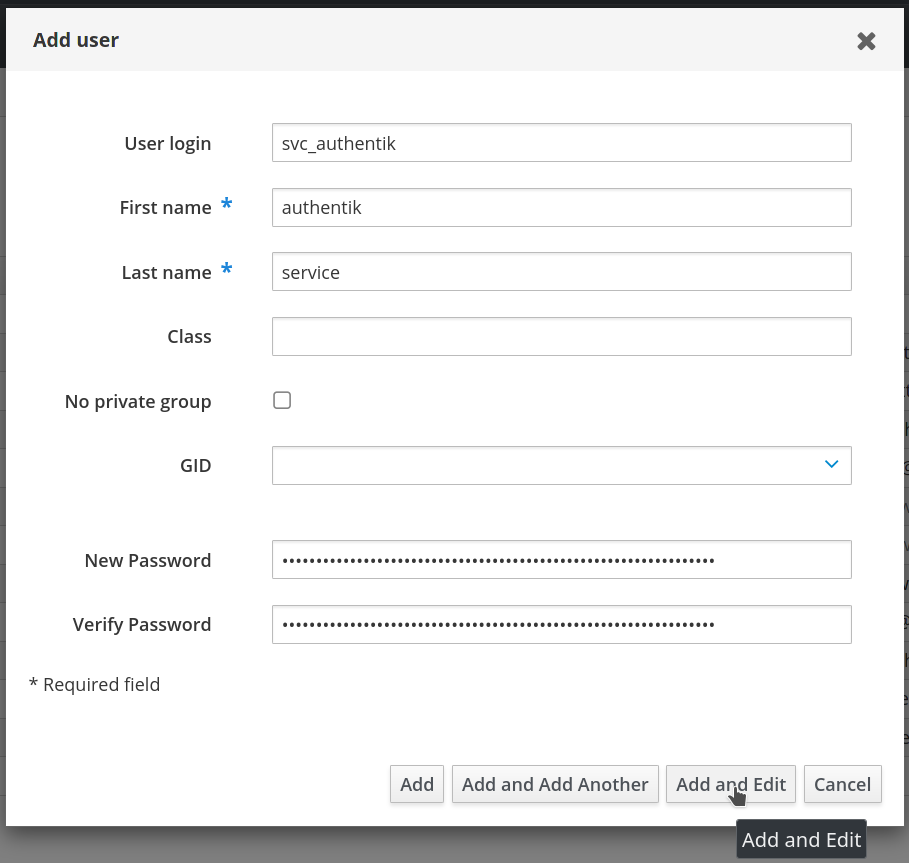 Add user
User login svc_authentik
First name * authentik
Last name * service
Class
No private group
GID
New Password ••••••••••••••••••••••••••••••••••••••••••••••••••••••••••••••••
Verify Password ••••••••••••••••••••••••••••••••••••••••••••••••••••••••••••••••
* Required field
Add Add and Add Another Add and Edit Cancel
Add and Edit